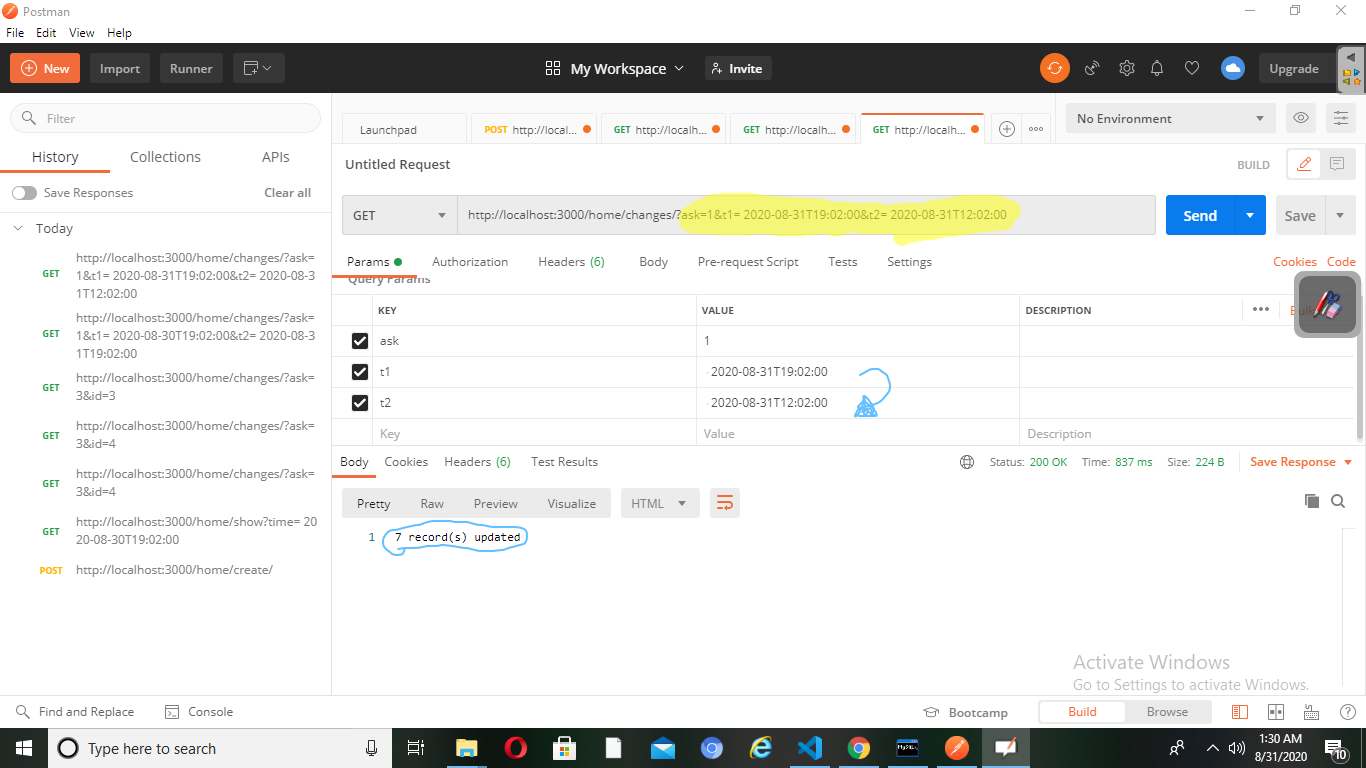 Postman
File Edit View Help
New Import Runner My Workspace Invite Upgrade
Filter
Launchpad POST http://local... GET http://localh... GET http://localh... GET http://localh...
No Environment
History Collections APIs
Untitled Request BUILD
Save Responses Clear all
GET http://localhost:3000/home/changes/?ask=1&t1= 2020-08-31T19:02:00&t2= 2020-08-31T12:02:00 Send Save
Today
GET http://localhost:3000/home/changes/?ask=
1&t1= 2020-08-31T19:02:00&t2= 2020-08-3
1T12:02:00
GET http://localhost:3000/home/changes/?ask=
1&t1= 2020-08-30T19:02:00&t2= 2020-08-3
1T19:02:00
GET http://localhost:3000/home/changes/?ask=
3&id=3
GET http://localhost:3000/home/changes/?ask=
3&id=4
GET http://localhost:3000/home/changes/?ask=
3&id=4
GET http://localhost:3000/home/show?time= 20
20-08-30T19:02:00
POST http://localhost:3000/home/create/
Params Authorization Headers (6) Body Pre-request Script Tests Settings Cookies Code
Query Params
KEY VALUE DESCRIPTION
ask 1
t1 2020-08-31T19:02:00
t2 2020-08-31T12:02:00
Key Value Description
Body Cookies Headers (6) Test Results Status: 200 OK Time: 837 ms Size: 224 B Save Response
Pretty Raw Preview Visualize HTML
1 7 record(s) updated
Activate Windows
Go to Settings to activate Windows.
Find and Replace Console Bootcamp Build Browse
Type here to search
1:30 AM
8/31/2020
10